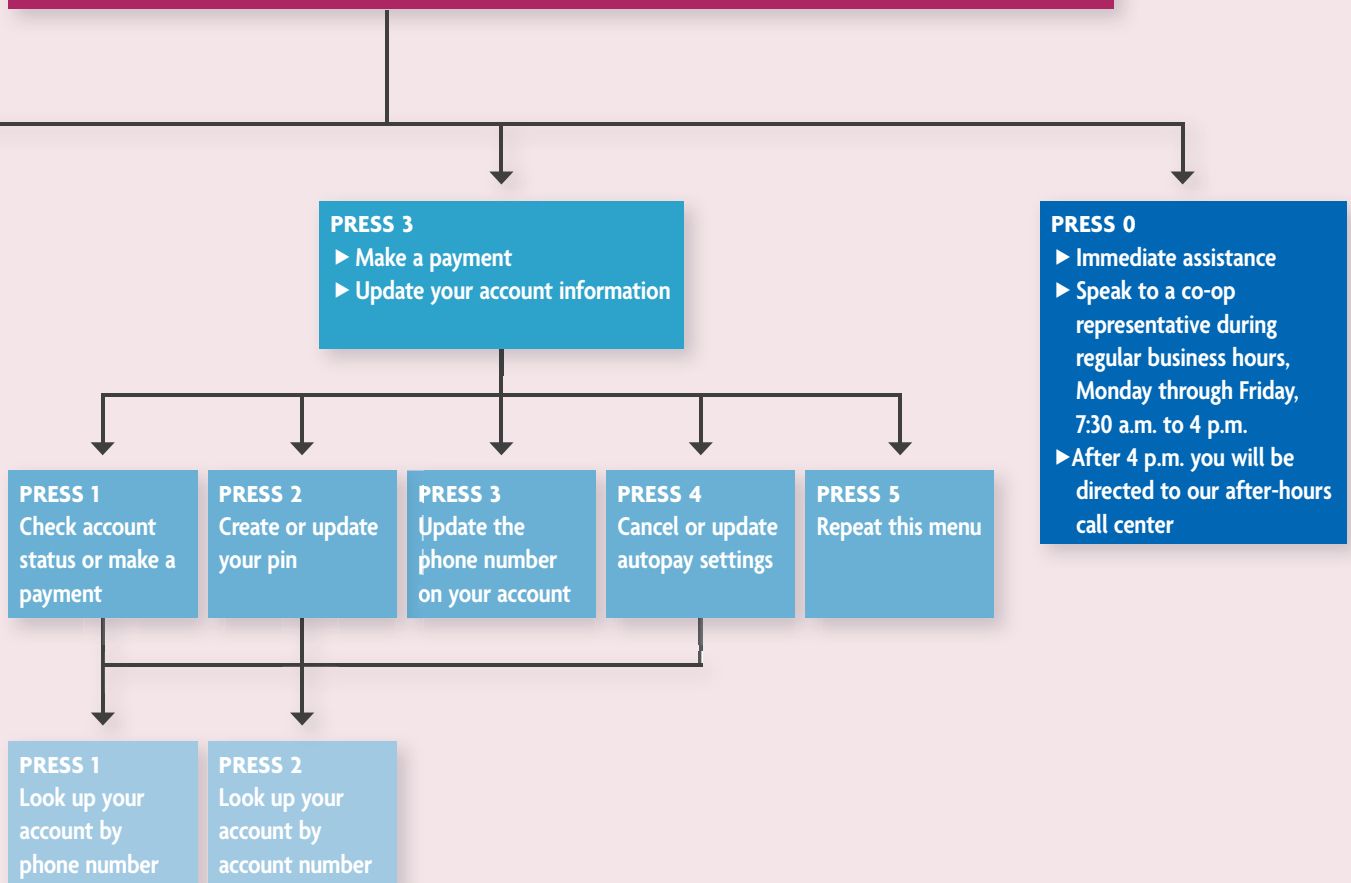 PRESS 3
▶ Make a payment
▶ Update your account information
PRESS 0
▶ Immediate assistance
▶ Speak to a co-op
representative during
regular business hours,
Monday through Friday,
7:30 a.m. to 4 p.m.
▶After 4 p.m. you will be
directed to our after-hours
call center
PRESS 1
Check account
status or make a
payment
PRESS 2
Create or update
your pin
PRESS 3
Update the
phone number
on your account
PRESS 4
Cancel or update
autopay settings
PRESS 5
Repeat this menu
PRESS 1
Look up your
account by
phone number
PRESS 2
Look up your
account by
account number